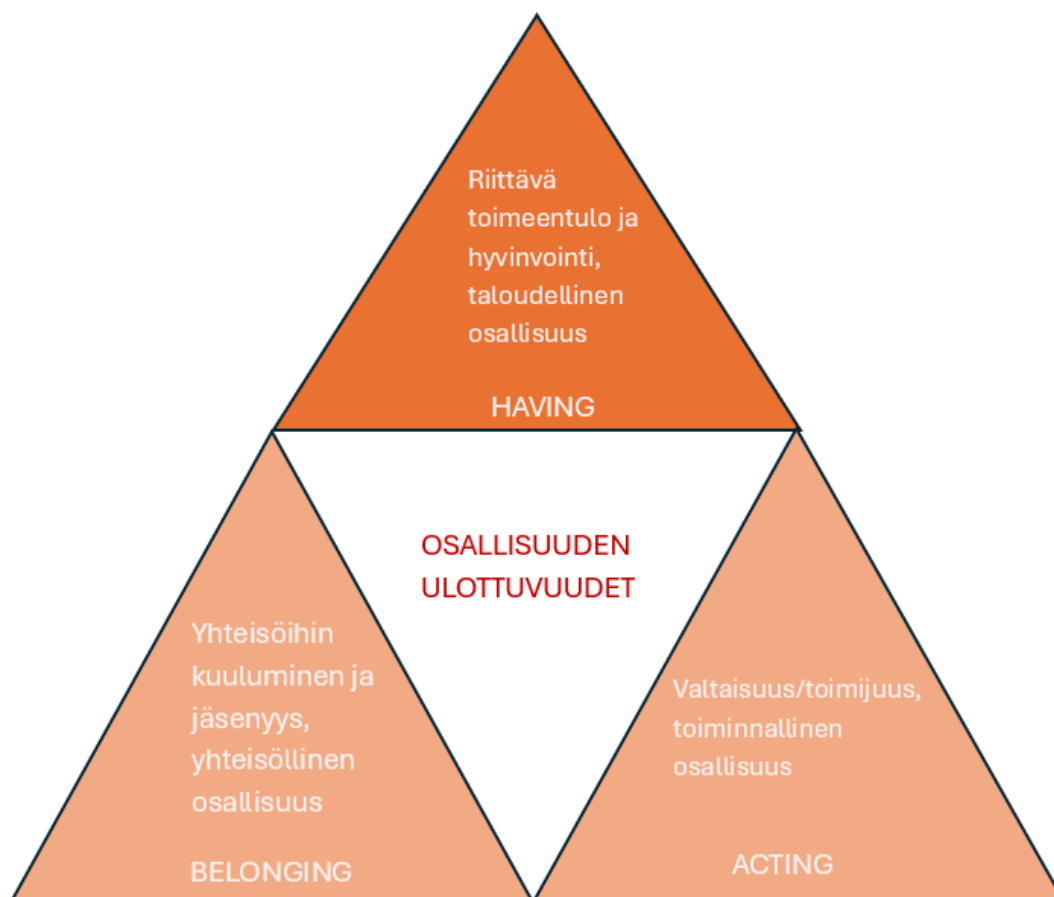 Riittävä
toimeentulo ja
hyvinvointi,
taloudellinen
osallisuus
HAVING
OSALLISUUDEN
ULOTTUVUUDET
Yhteisöihin
kuuluminen ja
jäsenyys,
yhteisöllinen
osallisuus
BELONGING
Valtaisuus/toimijuus,
toiminnallinen
osallisuus
ACTING